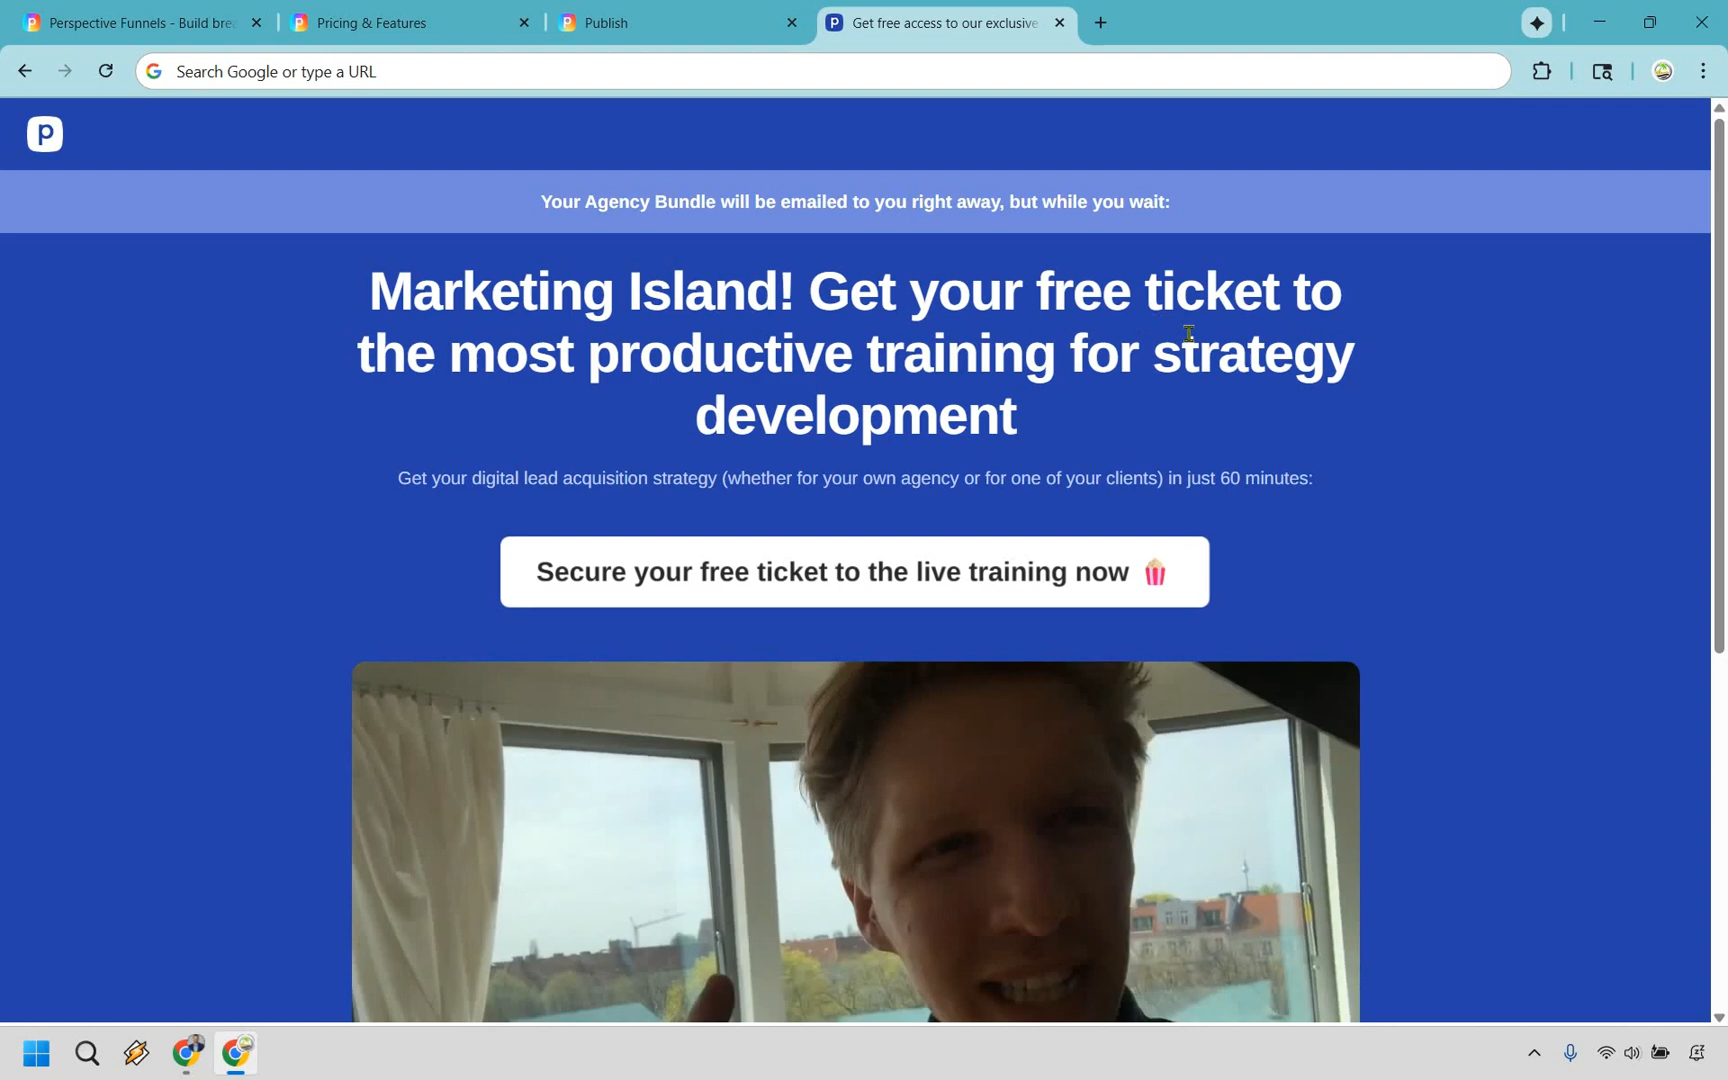 Perspective Funnels - Build brea
Pricing & Features
Publish
Get free access to our exclusive
Search Google or type a URL
p
Your Agency Bundle will be emailed to you right away, but while you wait:
Marketing Island! Get your free ticket to
the most productive training for strategy
development
Get your digital lead acquisition strategy (whether for your own agency or for one of your clients) in just 60 minutes:
Secure your free ticket to the live training now